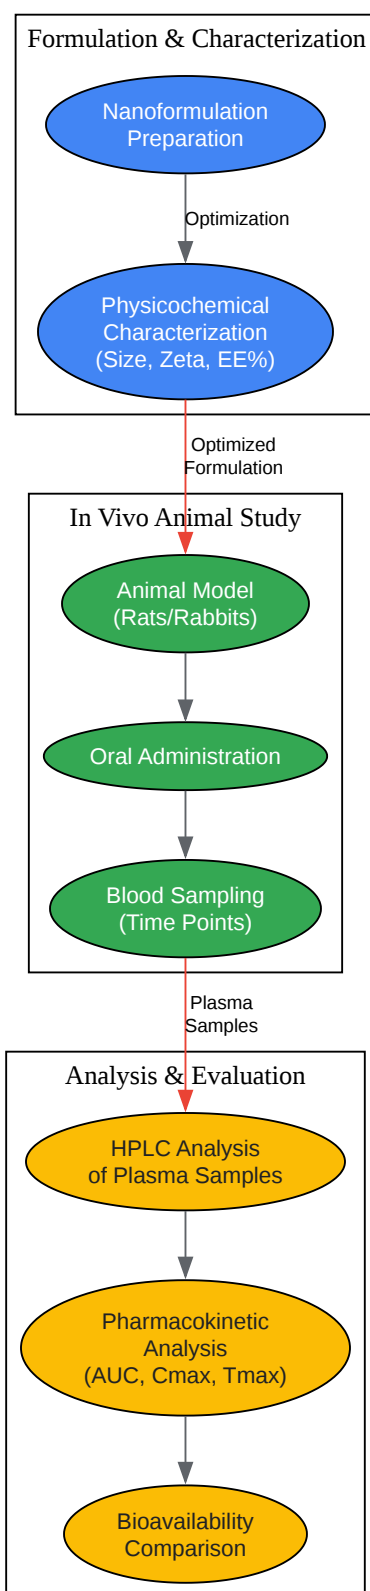 Formulation & Characterization
Nanoformulation
Preparation
Optimization
Physicochemical
Characterization
(Size, Zeta, EE%)
Optimized
Formulation
In Vivo Animal Study
Animal Model
(Rats/Rabbits)
Oral Administration
Blood Sampling
(Time Points)
Plasma
Samples
Analysis & Evaluation
HPLC Analysis
of Plasma Samples
Pharmacokinetic
Analysis
(AUC, Cmax, Tmax)
Bioavailability
Comparison